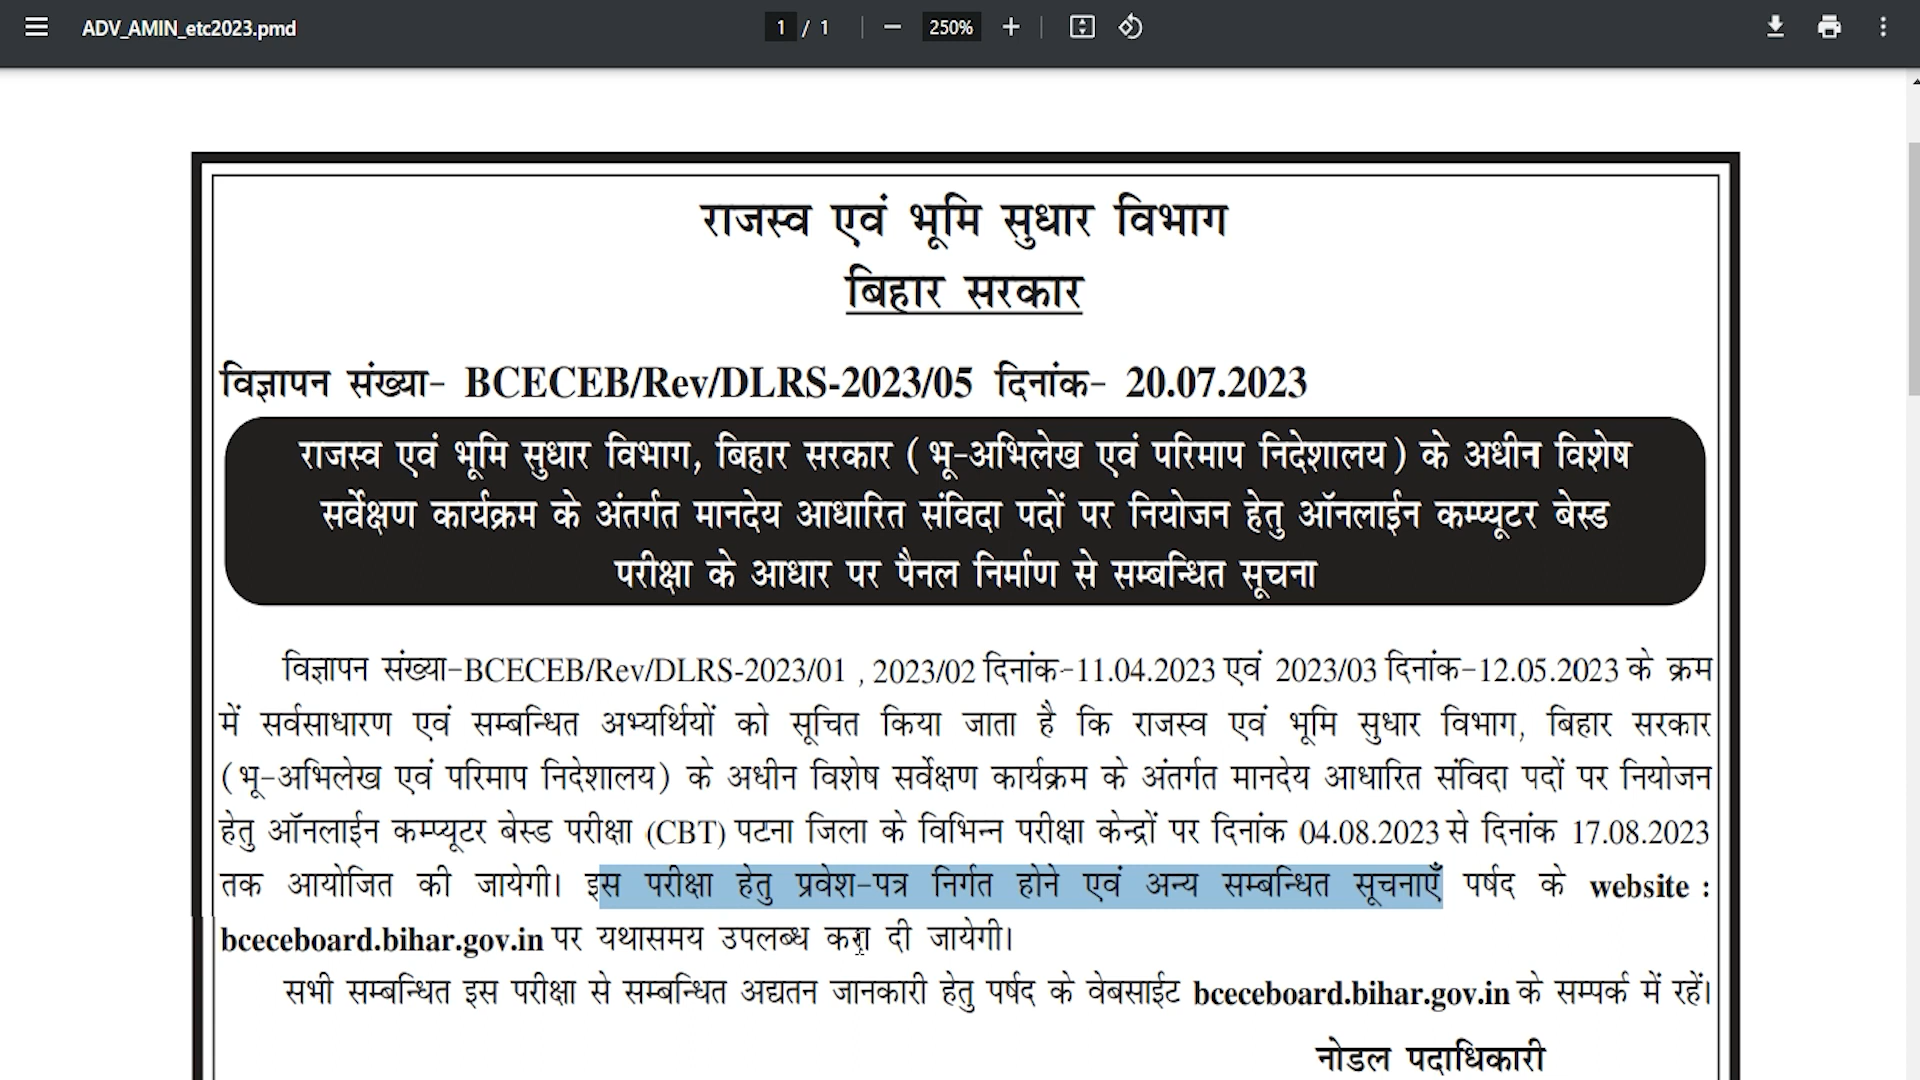 ADV_AMIN_etc2023.pmd
1 / 1
250%
राजस्व एवं भूमि सुधार विभाग
बिहार सरकार
विज्ञापन संख्या- BCECEB/Rev/DLRS-2023/05 दिनांक- 20.07.2023
राजस्व एवं भूमि सुधार विभाग, बिहार सरकार ( भू-अभिलेख एवं परिमाप निदेशालय ) के अधीन विशेष
सर्वेक्षण कार्यक्रम के अंतर्गत मानदेय आधारित संविदा पदों पर नियोजन हेतु ऑनलाईन कम्प्यूटर बेस्ड
परीक्षा के आधार पर पैनल निर्माण से सम्बन्धित सूचना
विज्ञापन संख्या-BCECEB/Rev/DLRS-2023/01 , 2023/02 दिनांक-11.04.2023 एवं 2023/03 दिनांक-12.05.2023 के क्रम
में सर्वसाधारण एवं सम्बन्धित अभ्यर्थियों को सूचित किया जाता है कि राजस्व एवं भूमि सुधार विभाग, बिहार सरकार
(भू-अभिलेख एवं परिमाप निदेशालय) के अधीन विशेष सर्वेक्षण कार्यक्रम के अंतर्गत मानदेय आधारित संविदा पदों पर नियोजन
हेतु ऑनलाईन कम्प्यूटर बेस्ड परीक्षा (CBT) पटना जिला के विभिन्न परीक्षा केन्द्रों पर दिनांक 04.08.2023 से दिनांक 17.08.2023
तक आयोजित की जायेगी। इस परीक्षा हेतु प्रवेश-पत्र निर्गत होने एवं अन्य सम्बन्धित सूचनाएँ पर्षद के website :
bceceboard.bihar.gov.in पर यथासमय उपलब्ध करा दी जायेगी।
सभी सम्बन्धित इस परीक्षा से सम्बन्धित अद्यतन जानकारी हेतु पर्षद के वेबसाईट bceceboard.bihar.gov.in के सम्पर्क में रहें।
नोडल पदाधिकारी